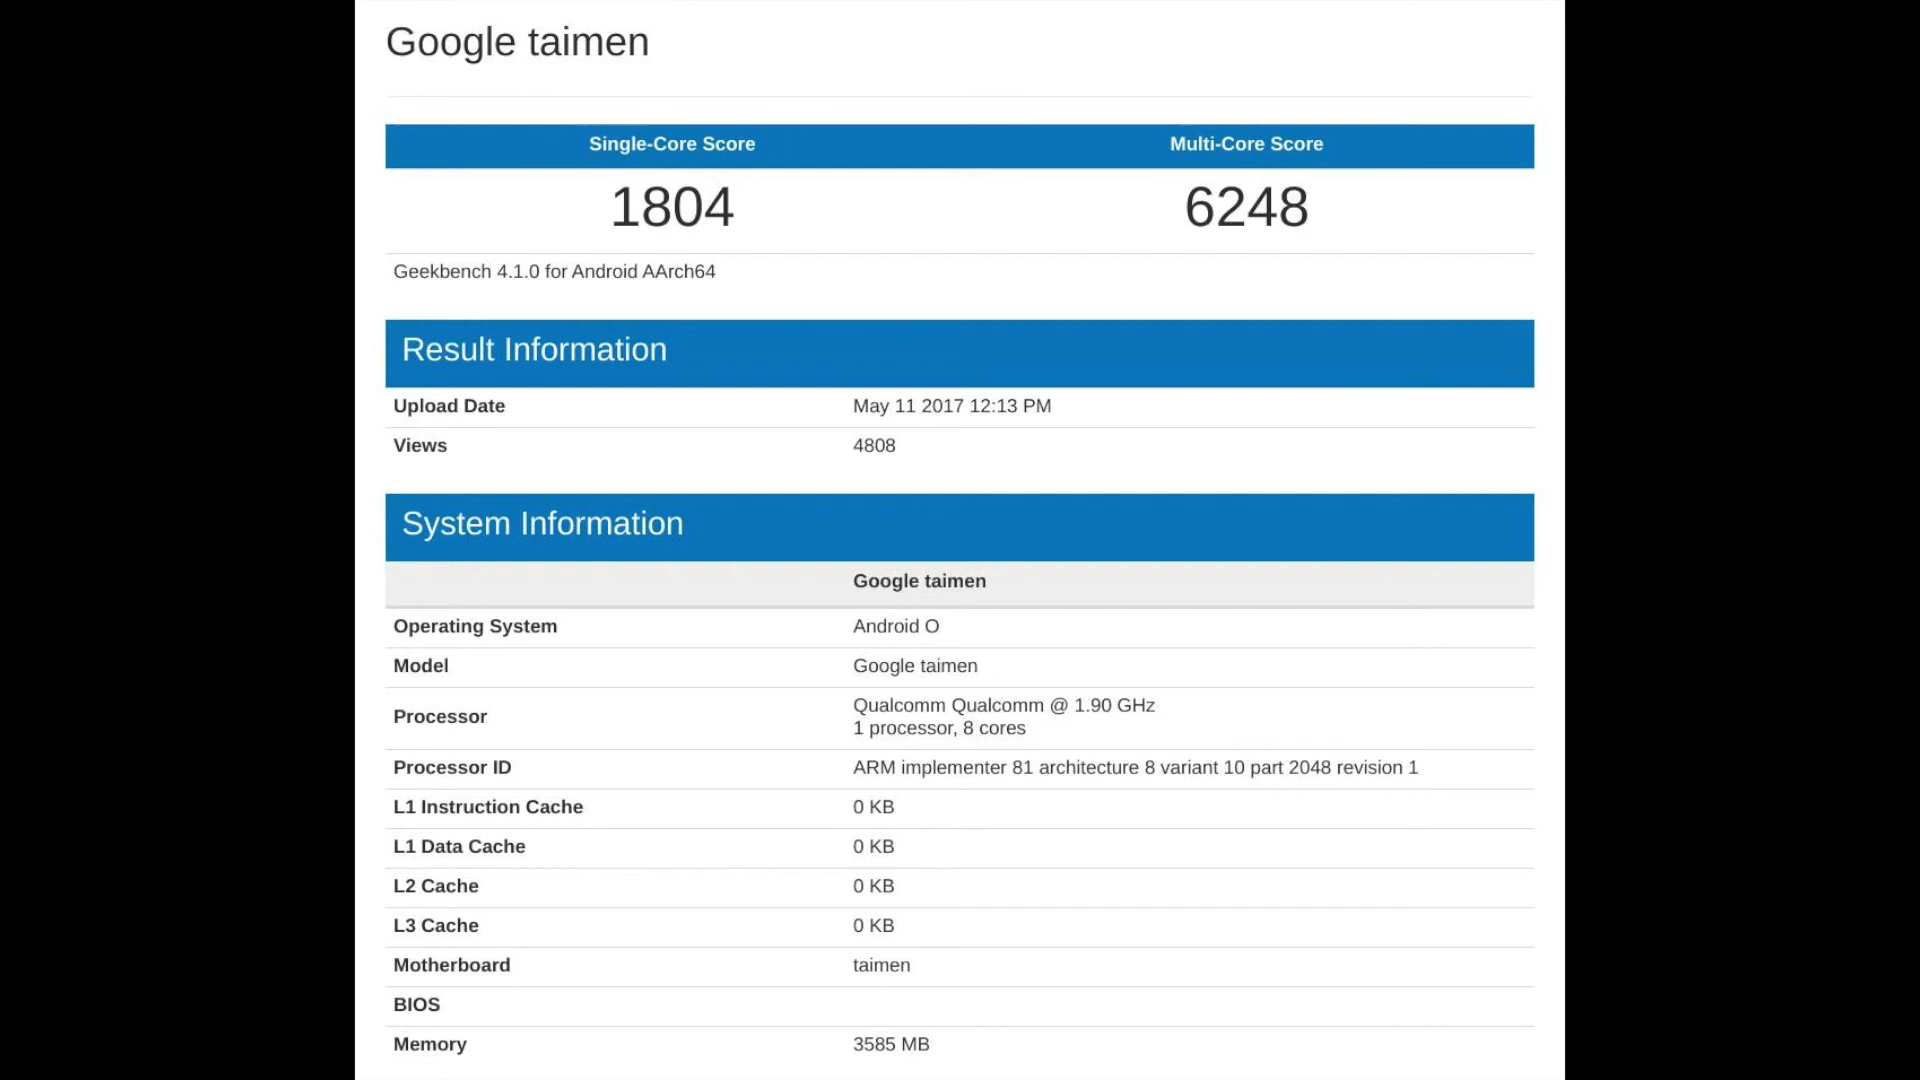 Google taimen
Single-Core Score Multi-Core Score
1804 6248
Geekbench 4.1.0 for Android AArch64
Result Information
Upload Date May 11 2017 12:13 PM
Views 4808
System Information
Google taimen
Operating System Android O
Model Google taimen
Processor Qualcomm Qualcomm @ 1.90 GHz
1 processor, 8 cores
Processor ID ARM implementer 81 architecture 8 variant 10 part 2048 revision 1
L1 Instruction Cache 0 KB
L1 Data Cache 0 KB
L2 Cache 0 KB
L3 Cache 0 KB
Motherboard taimen
BIOS
Memory 3585 MB